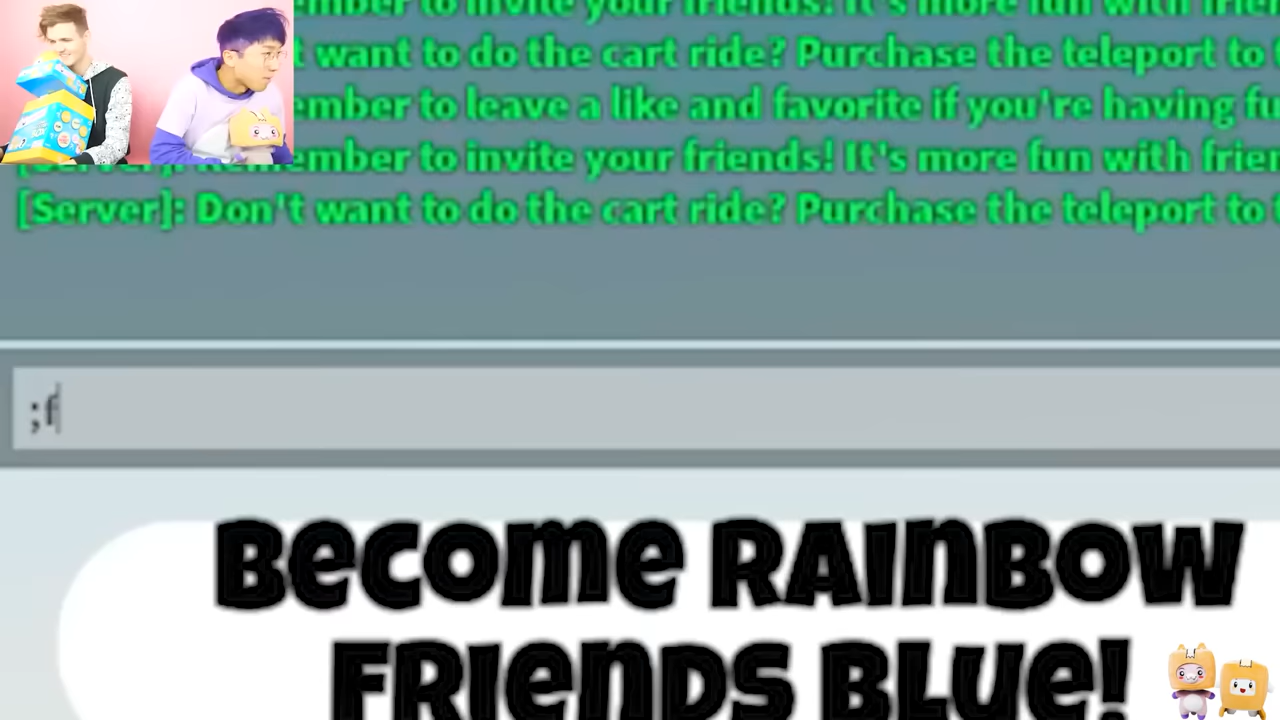 ember to invite your friends! It's more fun with frien
t want to do the cart ride? Purchase the teleport to
ember to leave a like and favorite if you're having fu
[Server]: Remember to invite your friends! It's more fun with frien
[Server]: Don't want to do the cart ride? Purchase the teleport to
;f
BECOME RAINBOW
FRIENDS BLUE!